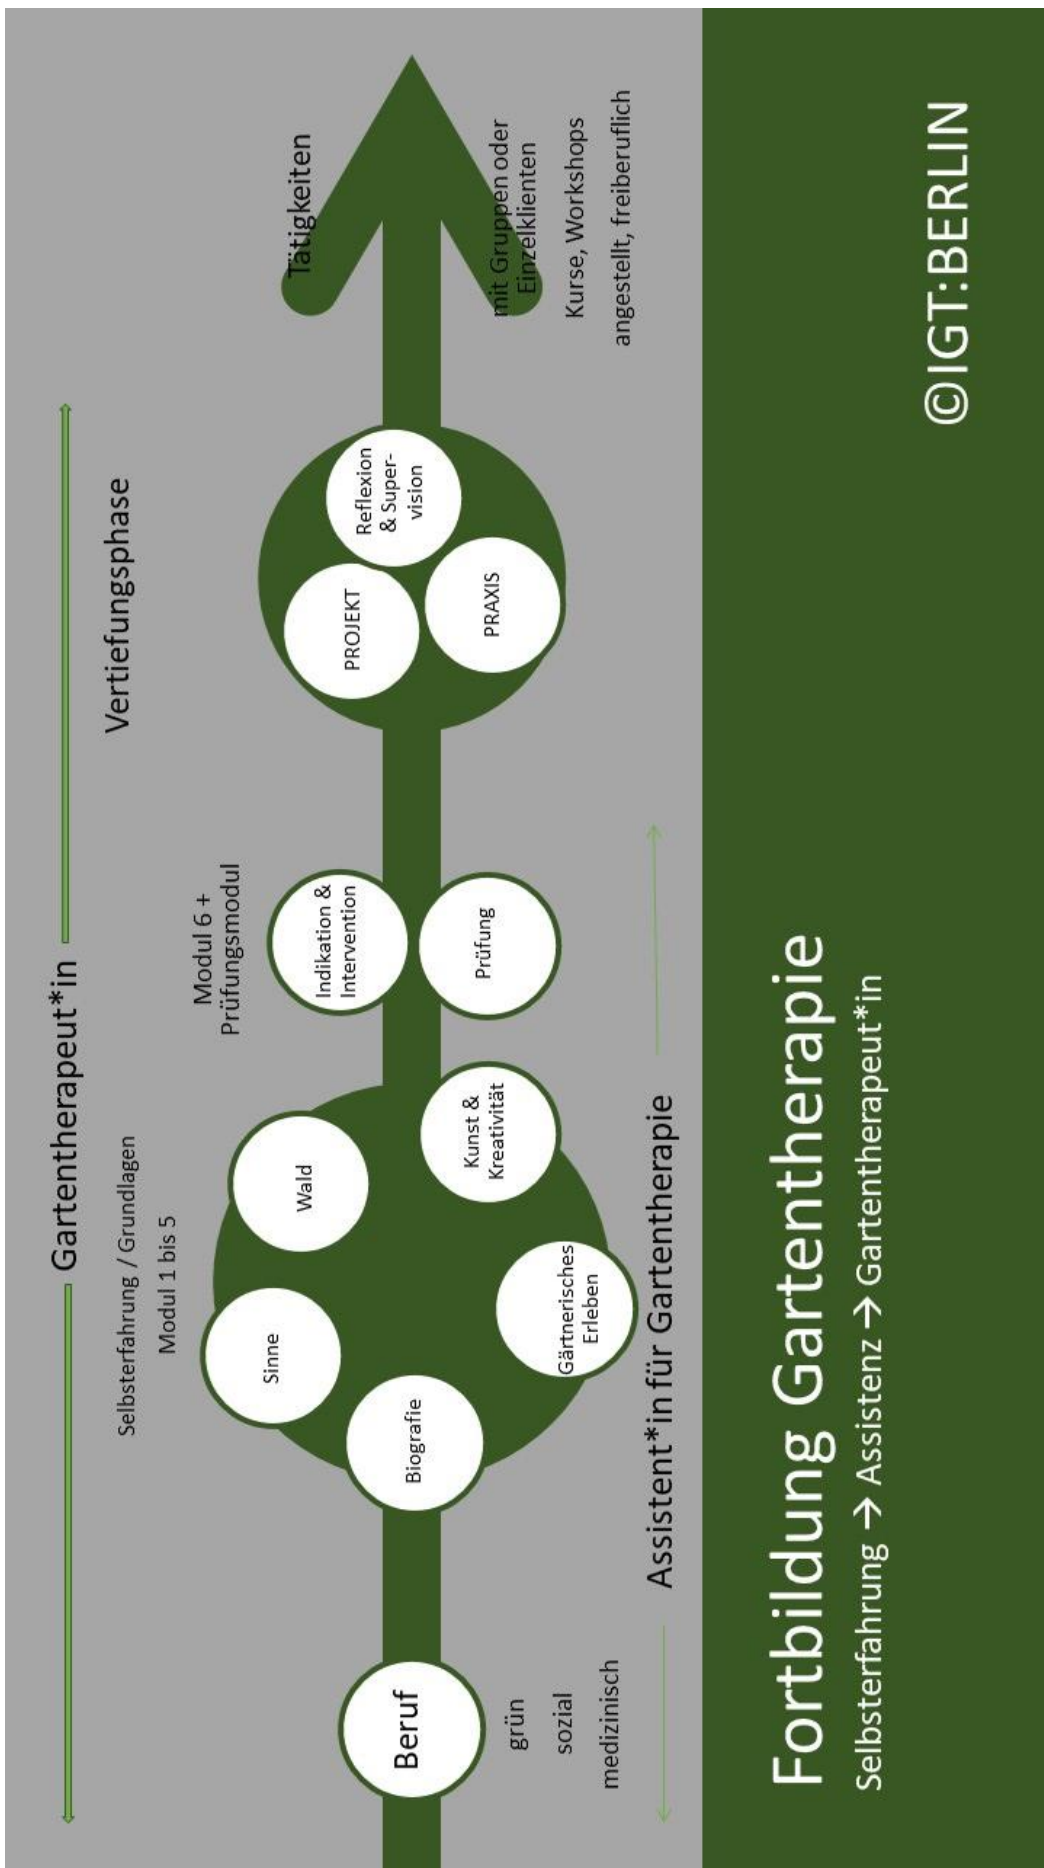 Gartentherapeut*in
Selbsterfahrung / Grundlagen
Modul 1 bis 5
Modul 6 +
Prüfungsmodul
Vertiefungsphase
Tätigkeiten
Beruf
grün
sozial
medizinisch
Biografie
Sinne
Wald
Gärtnerisches
Erleben
Kunst &
Kreativität
Indikation &
Intervention
Prüfung
PROJEKT
Reflexion
& Super-
vision
PRAXIS
mit Gruppen oder
Einzelklienten
Kurse, Workshops
angestellt, freiberuflich
Assistent*in für Gartentherapie
Fortbildung Gartentherapie
Selbsterfahrung → Assistenz → Gartentherapeut*in
©IGT:BERLIN